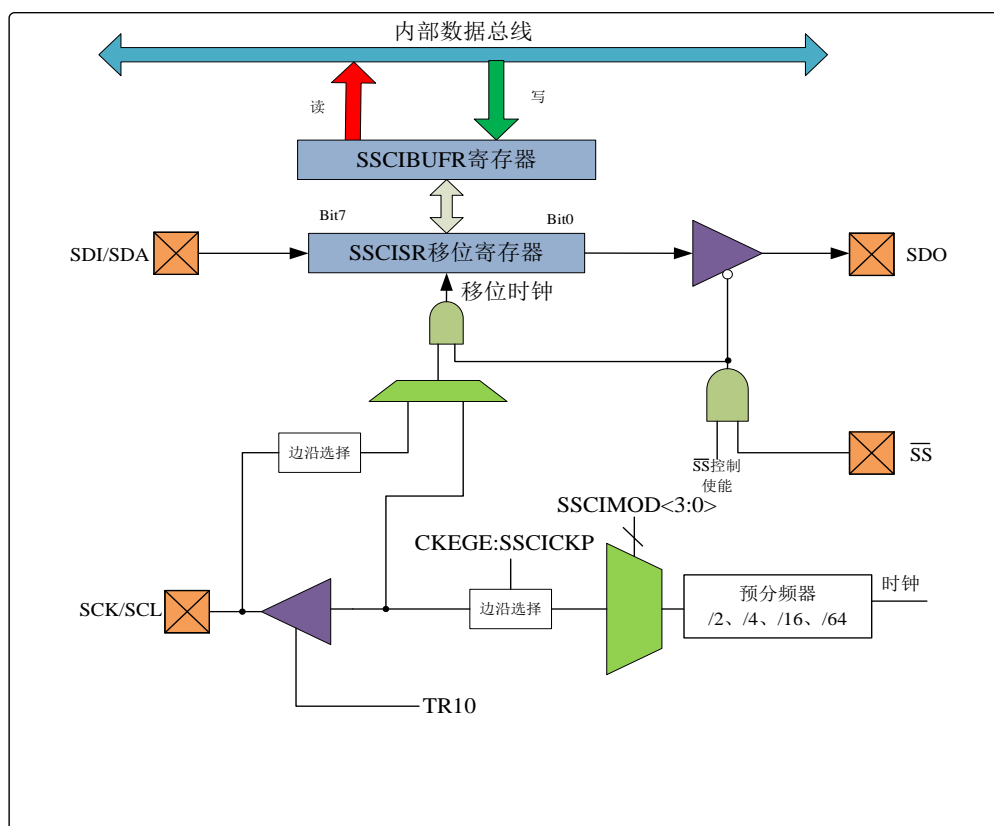 内部数据总线
读
写
SSCIBUFR寄存器
Bit7
Bit0
SDI/SDA
SSCISR移位寄存器
SDO
移位时钟
边沿选择
SS
SS控制
使能
SSCIMOD<3:0>
CKEGE:SSCICKP
SCK/SCL
边沿选择
预分频器
/2、/4、/16、/64
时钟
TR10